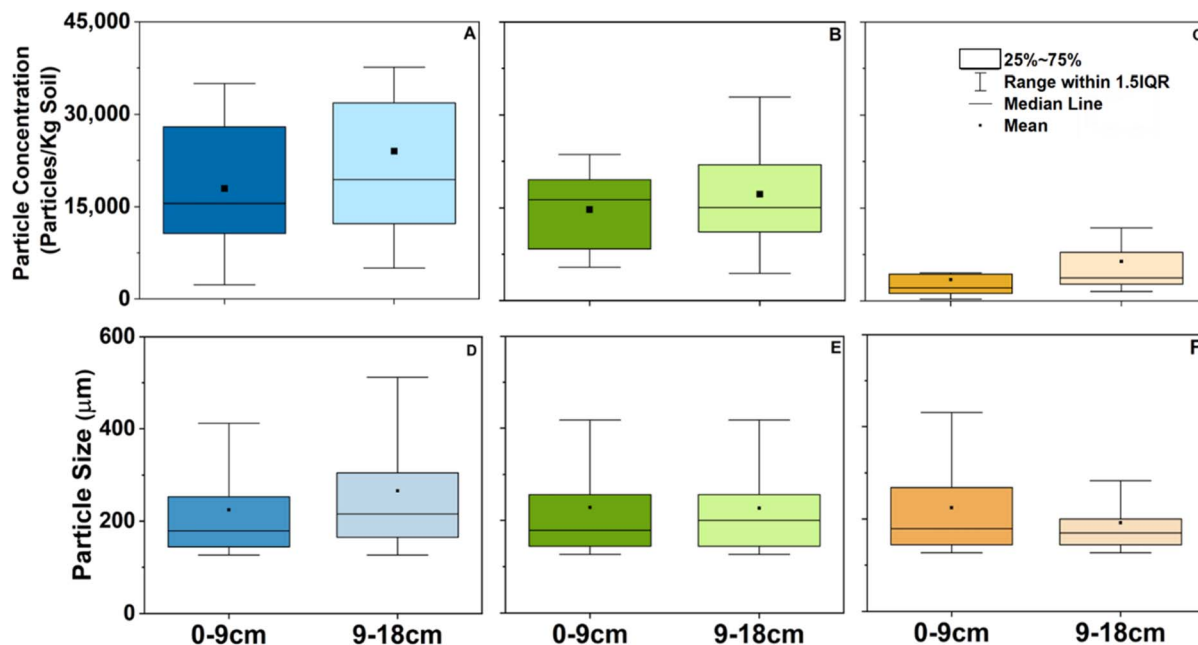 45,000
30,000
15,000
0
Particle Concentration
(Particles/Kg Soil)
A
B
25%~75%
Range within 1.5IQR
Median Line
Mean
600
400
200
0
Particle Size (μm)
D
E
F
0-9cm
9-18cm
0-9cm
9-18cm
0-9cm
9-18cm